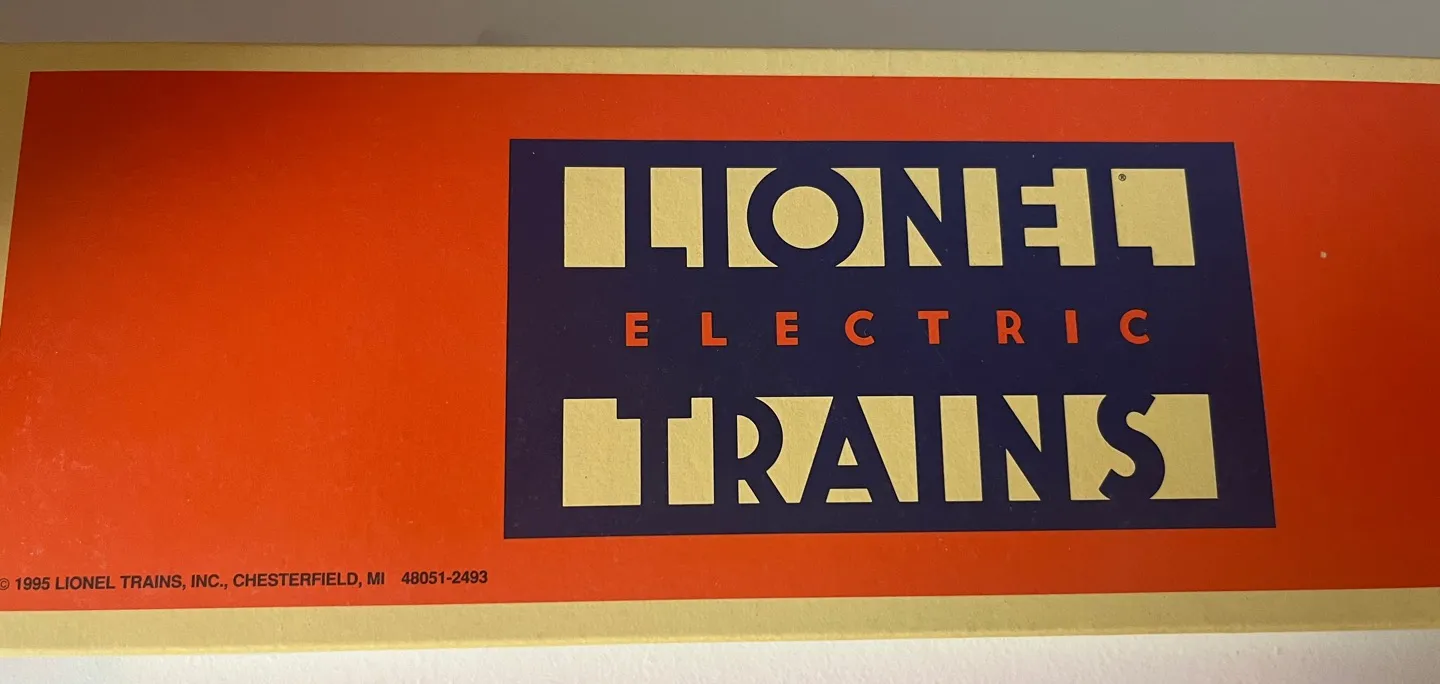 LIONEL®
ELECTRIC
TRAINS
© 1995 LIONEL TRAINS, INC., CHESTERFIELD, MI 48051-2493